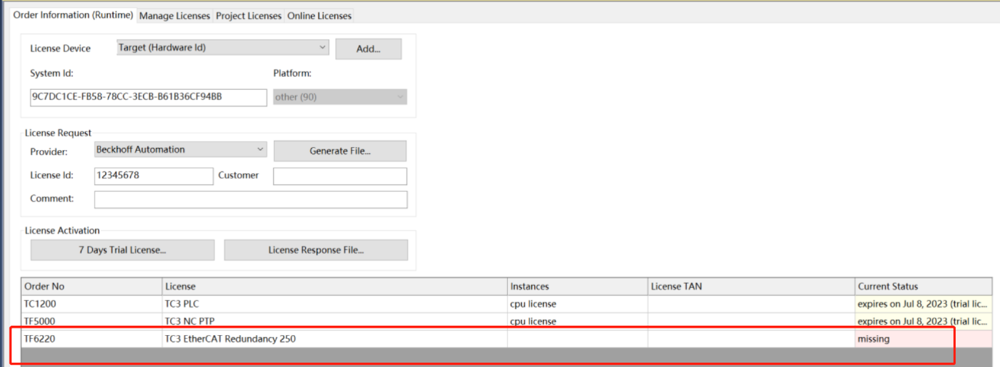 Order Information (Runtime) Manage Licenses Project Licenses Online Licenses
License Device Target (Hardware Id) Add...
System Id: Platform:
9C7DC1CE-FB58-78CC-3ECB-B61B36CF94BB other (90)
License Request
Provider: Beckhoff Automation Generate File...
License Id: 12345678 Customer
Comment:
License Activation
7 Days Trial License... License Response File...
Order No License Instances License TAN Current Status
TC1200 TC3 PLC cpu license expires on Jul 8, 2023 (trial lic...
TF5000 TC3 NC PTP cpu license expires on Jul 8, 2023 (trial lic...
TF6220 TC3 EtherCAT Redundancy 250 missing